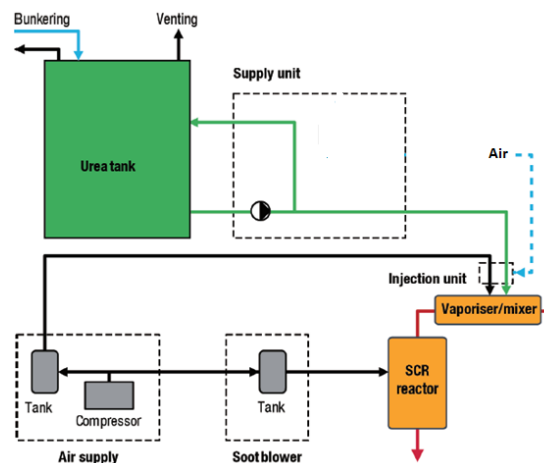 Bunkering
Venting
Supply unit
Urea tank
Air
Injection unit
Vaporiser/mixer
SCR
reactor
Tank
Compressor
Tank
Air supply
Soot blower